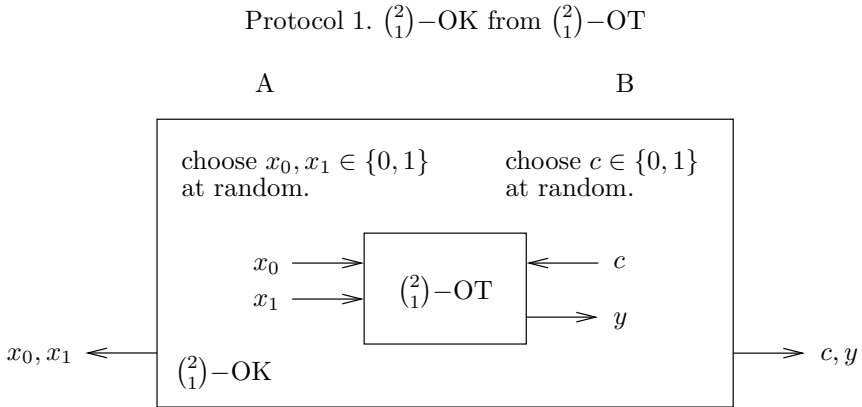 Protocol 1. $\binom{2}{1}$−OK from $\binom{2}{1}$−OT
A B
choose $x_0, x_1 \in \{0, 1\}$ choose $c \in \{0, 1\}$
at random. at random.
$x_0$ $c$
$\binom{2}{1}$−OT
$x_1$ $y$
$x_0, x_1$ $c, y$
$\binom{2}{1}$−OK